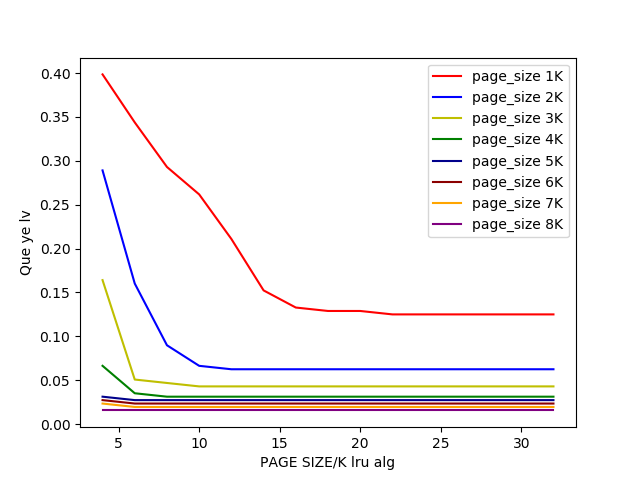 0.40
0.35
0.30
0.25
0.20
0.15
0.10
0.05
0.00
Que ye lv
5
10
15
20
25
30
PAGE SIZE/K lru alg
page_size 1K
page_size 2K
page_size 3K
page_size 4K
page_size 5K
page_size 6K
page_size 7K
page_size 8K